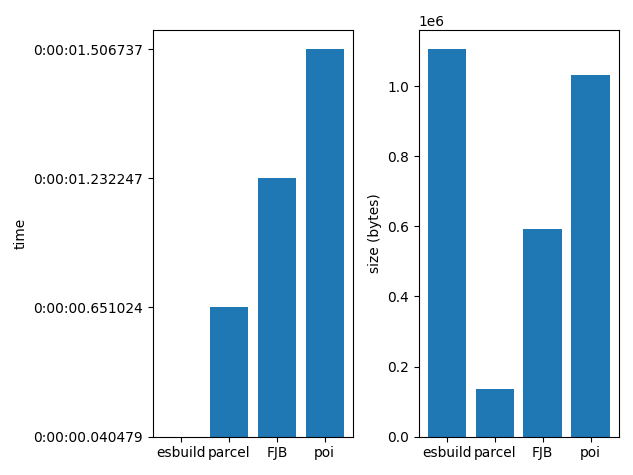 0:00:01.506737
0:00:01.232247
0:00:00.651024
0:00:00.040479
time
esbuild parcel FJB poi
1e6
1.0
0.8
0.6
0.4
0.2
0.0
size (bytes)
esbuild parcel FJB poi